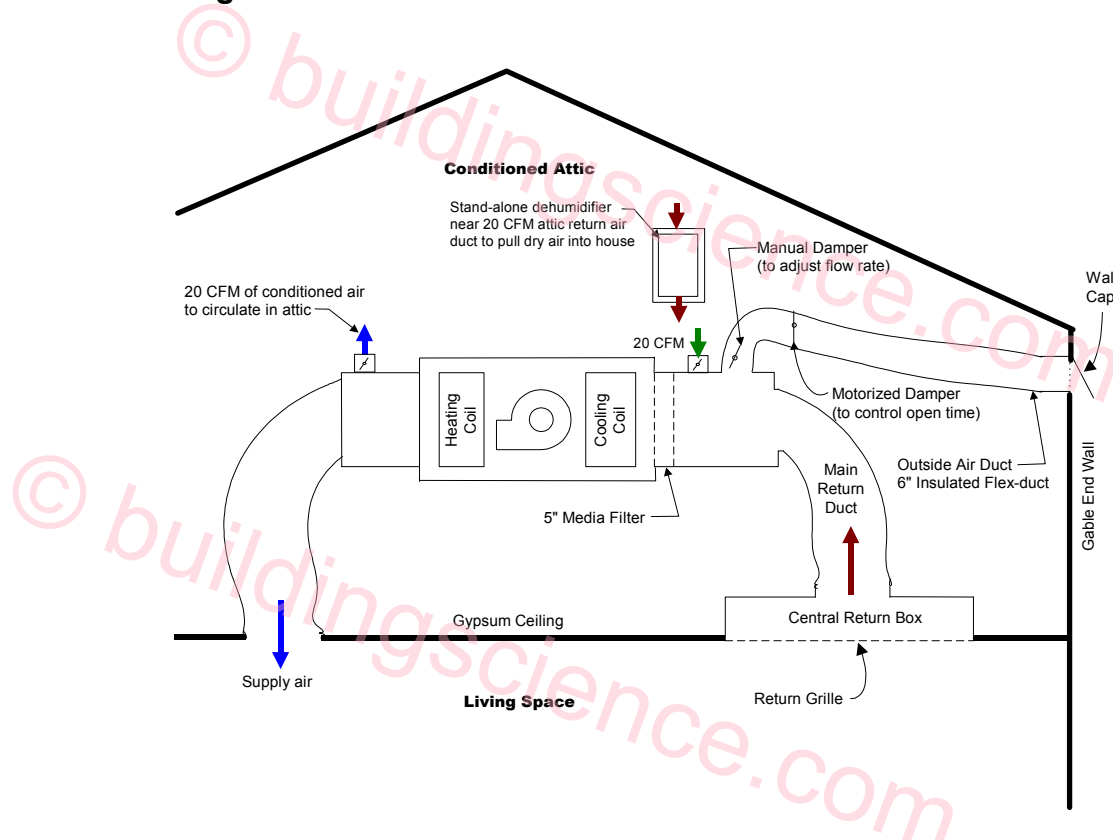 g
© buildingscience.com
Conditioned Attic
Stand-alone dehumidifier
near 20 CFM attic return air
duct to pull dry air into house
Manual Damper
(to adjust flow rate)
Wal
Cap
20 CFM of conditioned air
to circulate in attic
20 CFM
Motorized Damper
(to control open time)
Heating
Coil
Cooling
Coil
Main
Return
Duct
Outside Air Duct
6" Insulated Flex-duct
Gable End Wall
5" Media Filter
© buildingscience.com
Gypsum Ceiling
Central Return Box
Supply air
Living Space
Return Grille